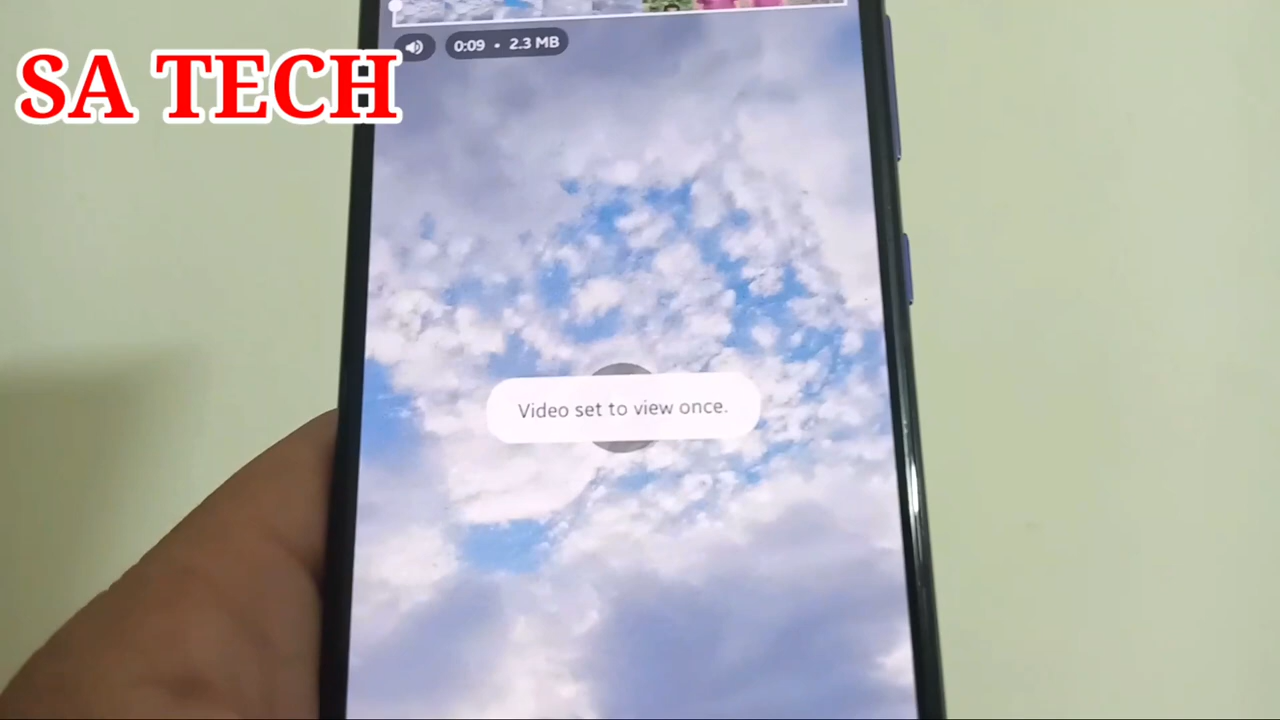 SA TECH
0:09 • 2.3 MB
Video set to view once.